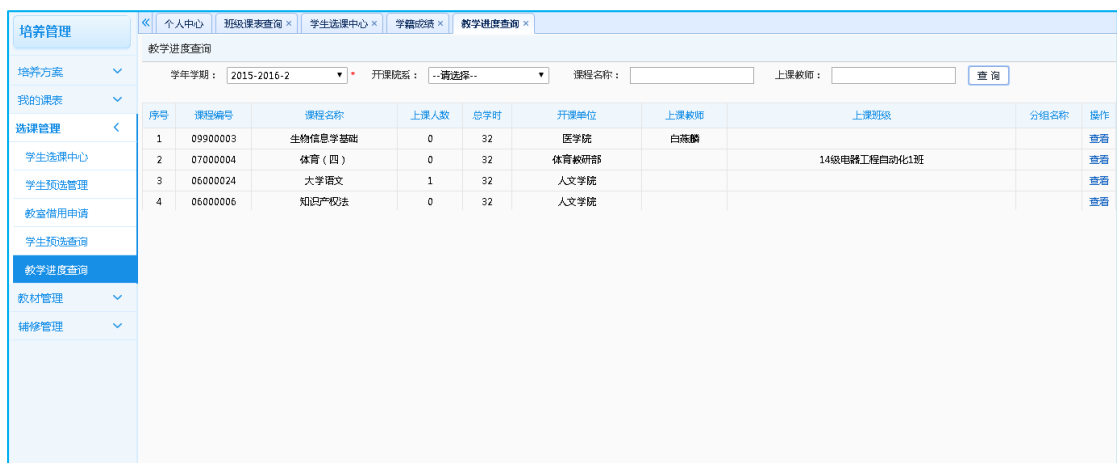 培养管理
« 个人中心 班级课表查询 × 学生选课中心 × 学籍成绩 × 教学进度查询 ×
教学进度查询
培养方案
我的课表
选课管理
学生选课中心
学生预选管理
教室借用申请
学生预选查询
教学进度查询
教材管理
辅修管理
学年学期： 2015-2016-2 * 开课院系： --请选择-- 课程名称： 上课教师： 查 询
序号 课程编号 课程名称 上课人数 总学时 开课单位 上课教师 上课班级 分组名称 操作
1 09900003 生物信息学基础 0 32 医学院 白燕麟 查看
2 07000004 体育（四） 0 32 体育教研部 14级电器工程自动化1班 查看
3 06000024 大学语文 1 32 人文学院 查看
4 06000006 知识产权法 0 32 人文学院 查看